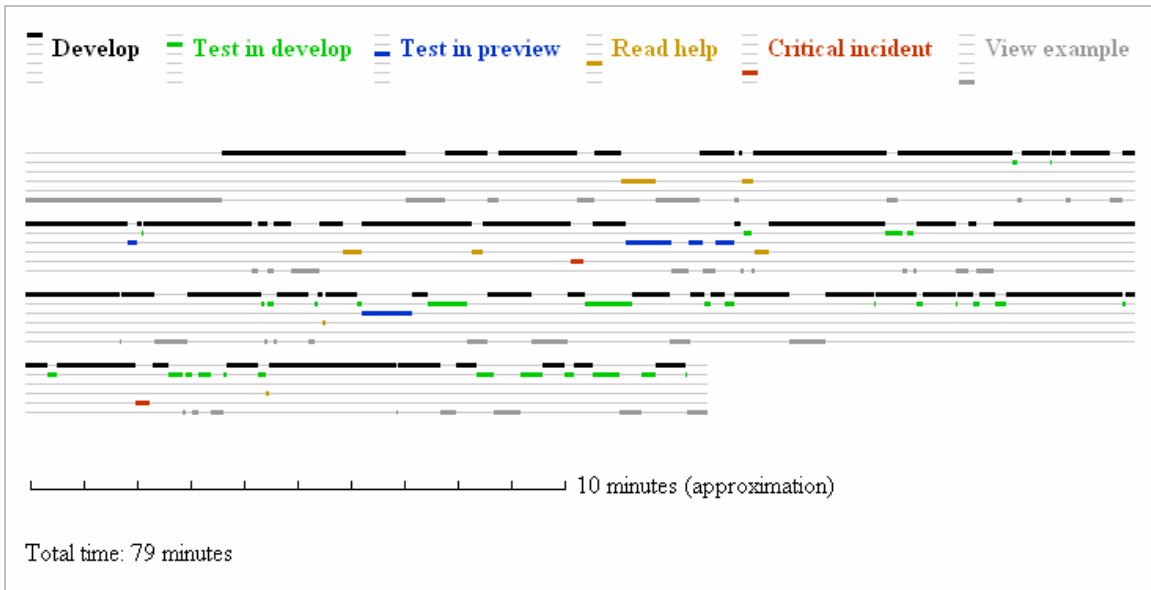 Develop Test in develop Test in preview Read help Critical incident View example
10 minutes (approximation)
Total time: 79 minutes